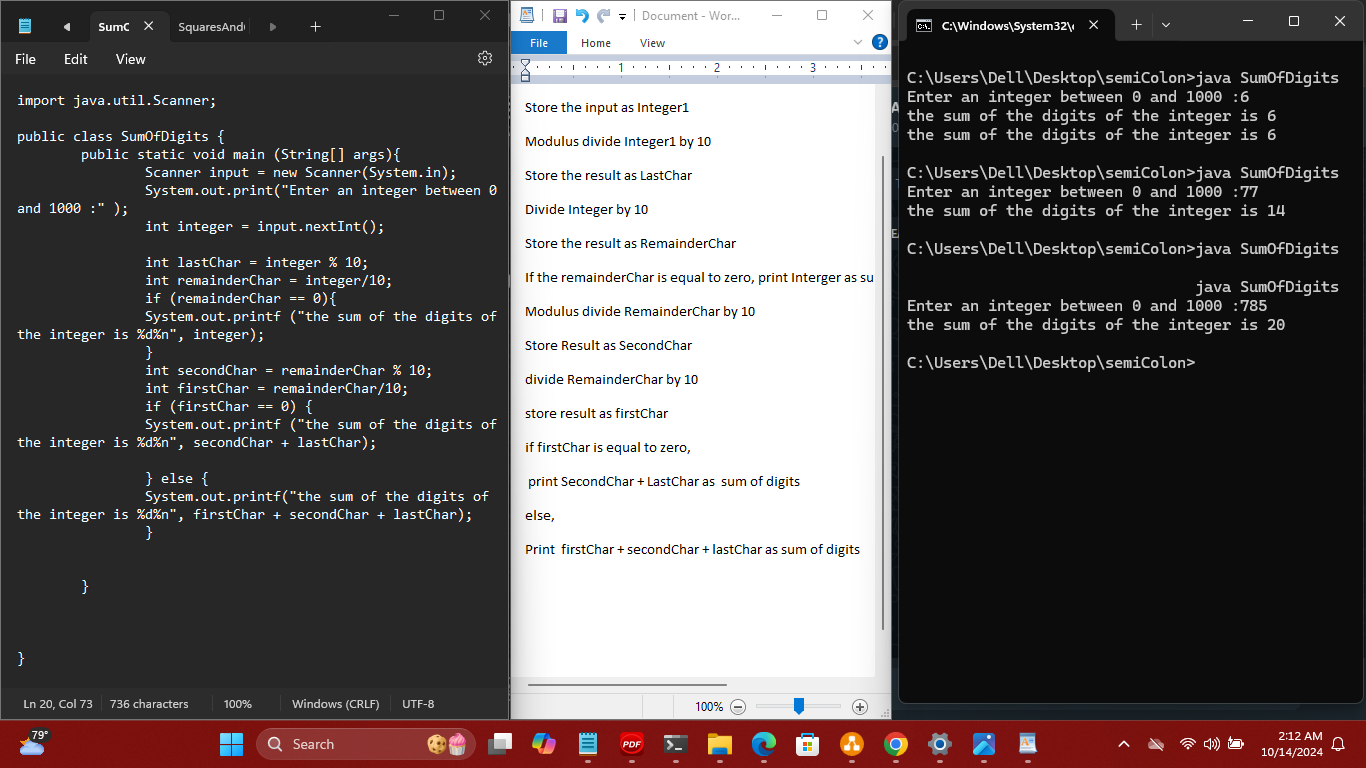 SumO
SquaresAnd
File Edit View
import java.util.Scanner;
public class SumOfDigits {
public static void main (String[] args){
Scanner input = new Scanner(System.in);
System.out.print("Enter an integer between 0
and 1000 :" );
int integer = input.nextInt();
int lastChar = integer % 10;
int remainderChar = integer/10;
if (remainderChar == 0){
System.out.printf ("the sum of the digits of
the integer is %d%n", integer);
}
int secondChar = remainderChar % 10;
int firstChar = remainderChar/10;
if (firstChar == 0) {
System.out.printf ("the sum of the digits of
the integer is %d%n", secondChar + lastChar);
} else {
System.out.printf("the sum of the digits of
the integer is %d%n", firstChar + secondChar + lastChar);
}
}
}
Ln 20, Col 73 736 characters 100% Windows (CRLF) UTF-8
Document - Wor...
File Home View
1 2 3
Store the input as Integer1
Modulus divide Integer1 by 10
Store the result as LastChar
Divide Integer by 10
Store the result as RemainderChar
If the remainderChar is equal to zero, print Interger as su
Modulus divide RemainderChar by 10
Store Result as SecondChar
divide RemainderChar by 10
store result as firstChar
if firstChar is equal to zero,
print SecondChar + LastChar as sum of digits
else,
Print firstChar + secondChar + lastChar as sum of digits
100%
C:\Windows\System32\
C:\Users\Dell\Desktop\semiColon>java SumOfDigits
Enter an integer between 0 and 1000 :6
the sum of the digits of the integer is 6
the sum of the digits of the integer is 6
C:\Users\Dell\Desktop\semiColon>java SumOfDigits
Enter an integer between 0 and 1000 :77
the sum of the digits of the integer is 14
C:\Users\Dell\Desktop\semiColon>java SumOfDigits
java SumOfDigits
Enter an integer between 0 and 1000 :785
the sum of the digits of the integer is 20
C:\Users\Dell\Desktop\semiColon>
79°
Search
PDF
2:12 AM
10/14/2024